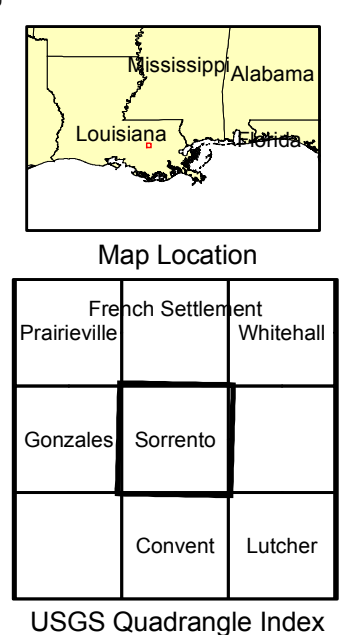 Mississippi Alabama
Louisiana Florida
Map Location
French Settlement
Prairieville Whitehall
Gonzales Sorrento
Convent Lutcher
USGS Quadrangle Index